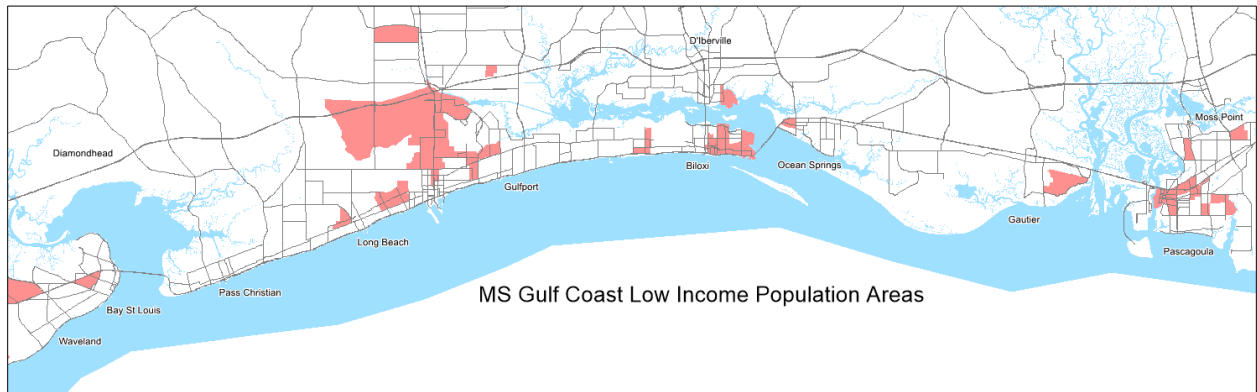 D'Iberville
Moss Point
Diamondhead
Biloxi
Ocean Springs
Gulfport
Gautier
Long Beach
Pascagoula
Pass Christian
MS Gulf Coast Low Income Population Areas
Bay St Louis
Waveland